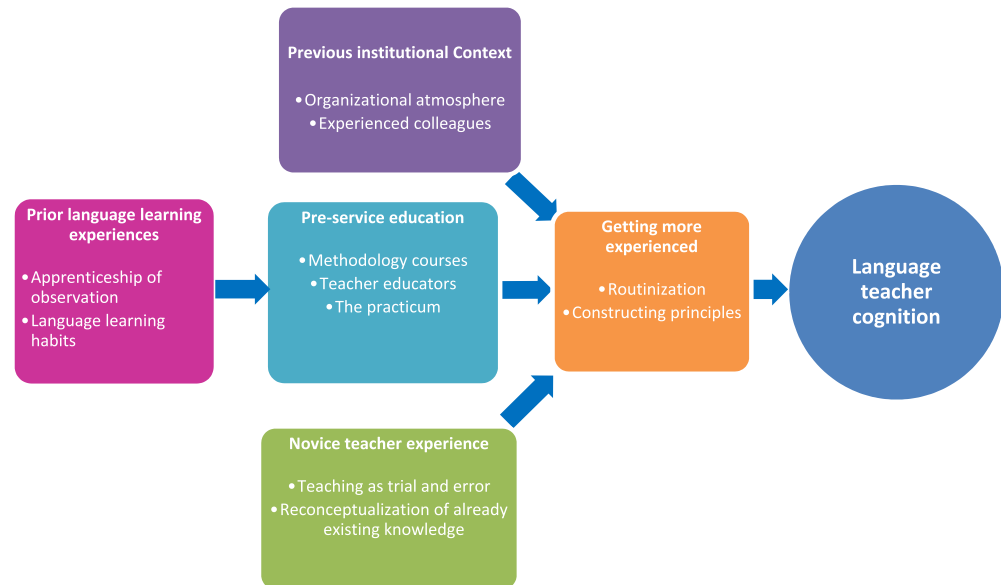 Previous institutional Context
•Organizational atmosphere
•Experienced colleagues
Prior language learning
experiences
•Apprenticeship of
observation
•Language learning
habits
Pre-service education
•Methodology courses
•Teacher educators
•The practicum
Novice teacher experience
•Teaching as trial and error
•Reconceptualization of already
existing knowledge
Getting more
experienced
•Routinization
•Constructing principles
Language
teacher
cognition